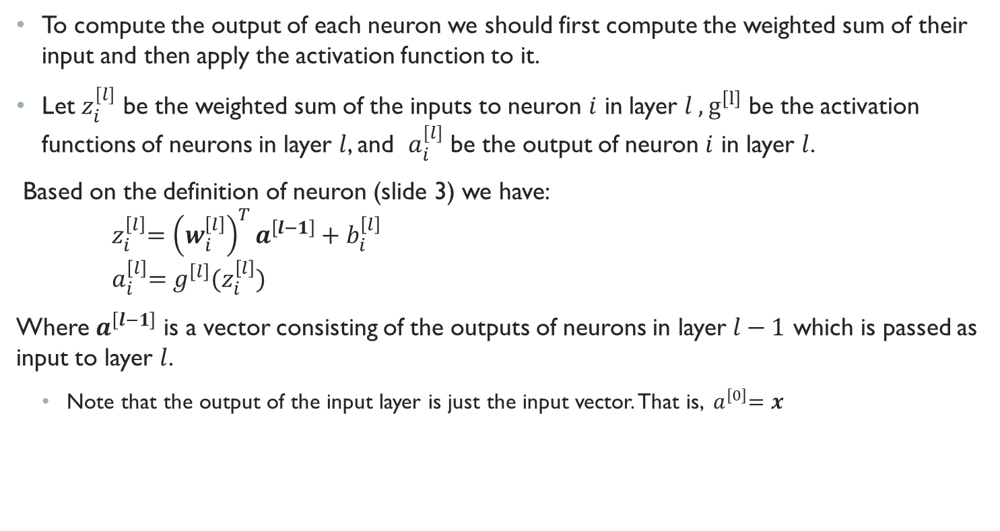 • To compute the output of each neuron we should first compute the weighted sum of their
input and then apply the activation function to it.
• Let $z_i^{[l]}$ be the weighted sum of the inputs to neuron $i$ in layer $l$ , $\mathrm{g}^{[\mathrm{l}]}$ be the activation
functions of neurons in layer $l$, and $a_i^{[l]}$ be the output of neuron $i$ in layer $l$.
Based on the definition of neuron (slide 3) we have:
$z_i^{[l]} = \left(\boldsymbol{w}_i^{[l]}\right)^T \boldsymbol{a}^{[l-1]} + b_i^{[l]}$
$a_i^{[l]} = g^{[l]}(z_i^{[l]})$
Where $\boldsymbol{a}^{[l-1]}$ is a vector consisting of the outputs of neurons in layer $l - 1$ which is passed as
input to layer $l$.
• Note that the output of the input layer is just the input vector. That is, $a^{[0]} = \boldsymbol{x}$